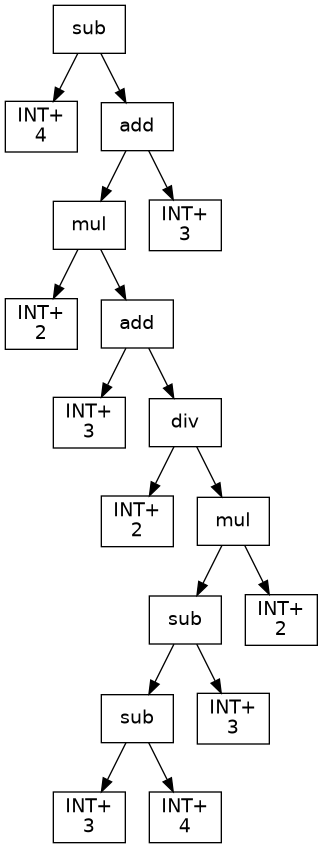 sub
INT+
4
add
mul
INT+
3
INT+
2
add
INT+
3
div
INT+
2
mul
sub
INT+
2
sub
INT+
3
INT+
3
INT+
4